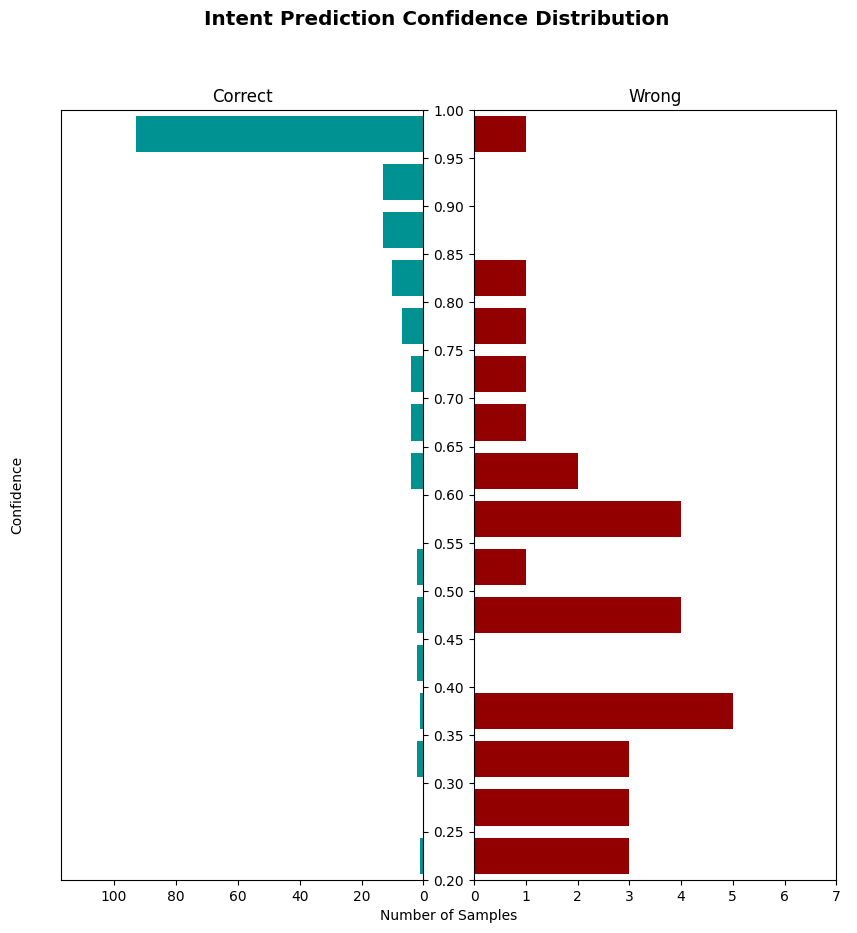 Intent Prediction Confidence Distribution
Correct
Wrong
1.00
0.95
0.90
0.85
0.80
0.75
0.70
0.65
0.60
0.55
0.50
0.45
0.40
0.35
0.30
0.25
0.20
Confidence
100 80 60 40 20 0
0 1 2 3 4 5 6 7
Number of Samples